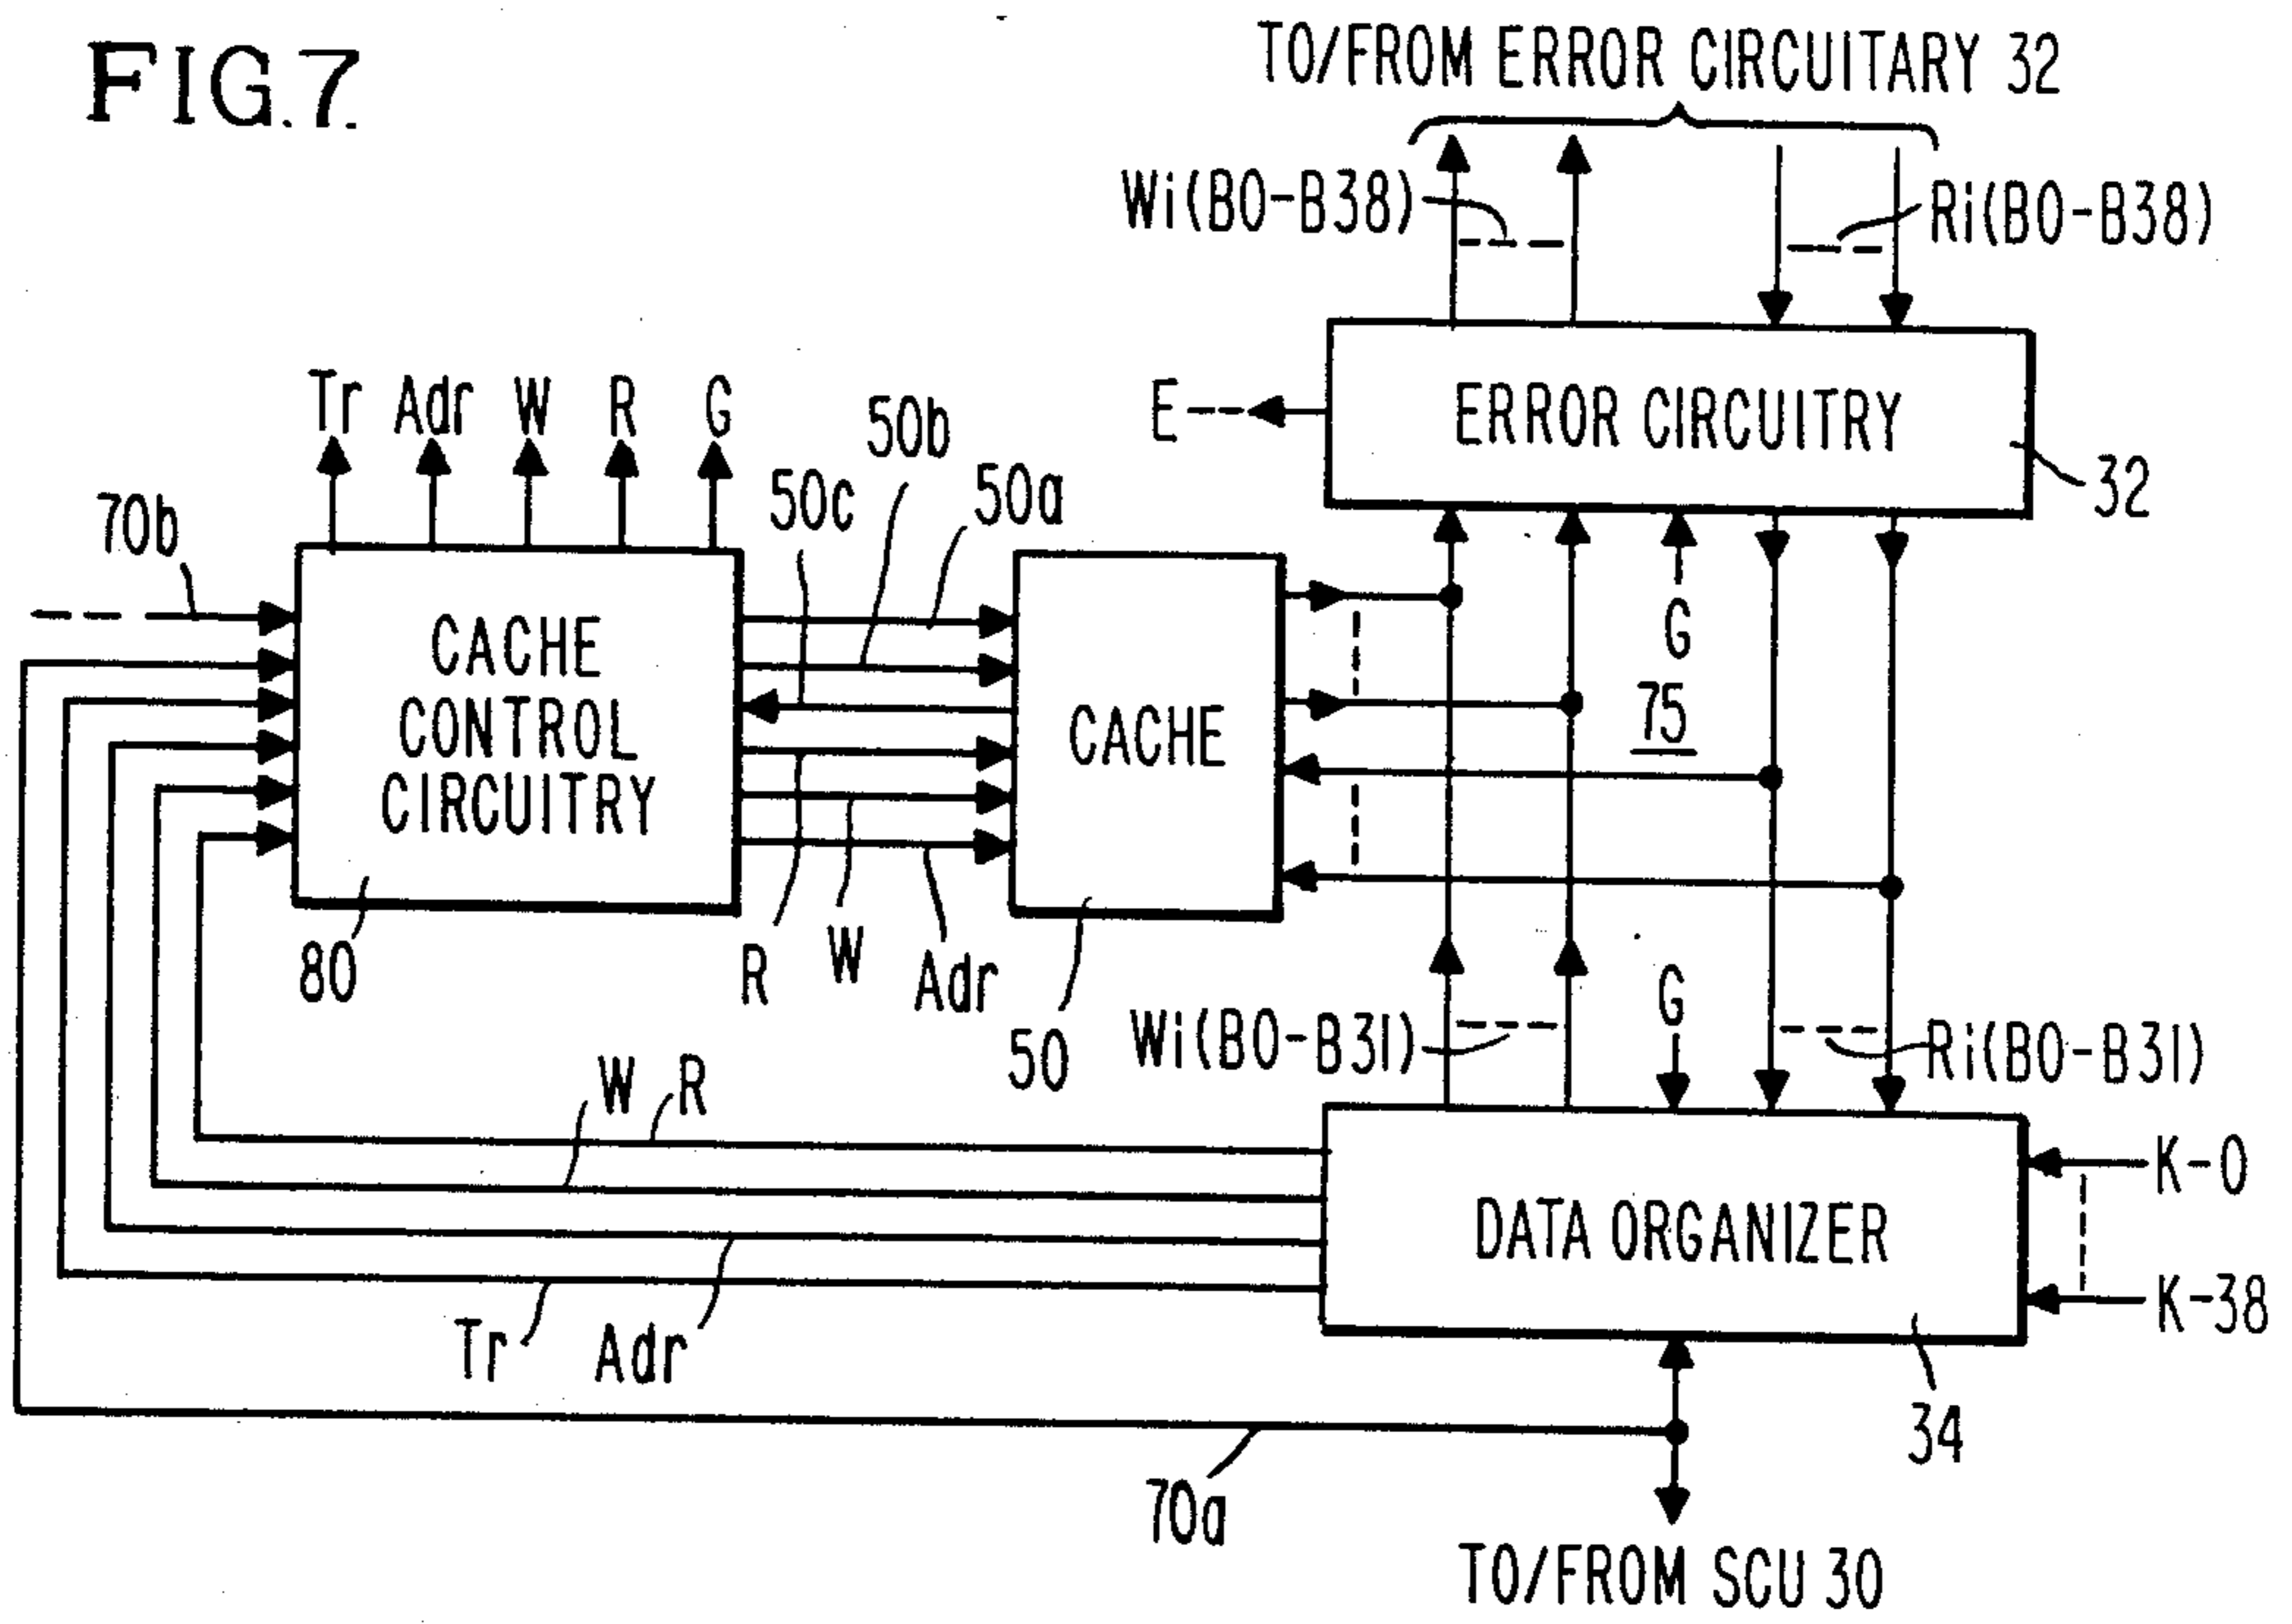 FIG.7.
TO/FROM ERROR CIRCUITARY 32
Wi(B0-B38)
Ri(B0-B38)
Tr Adr W R G
E
ERROR CIRCUITRY
32
50b
50c
50a
70b
G
75
CACHE
CONTROL
CIRCUITRY
CACHE
80
R
W
Adr
50
Wi(B0-B31)
G
Ri(B0-B31)
W R
K-0
DATA ORGANIZER
K-38
Tr
Adr
34
70a
TO/FROM SCU 30